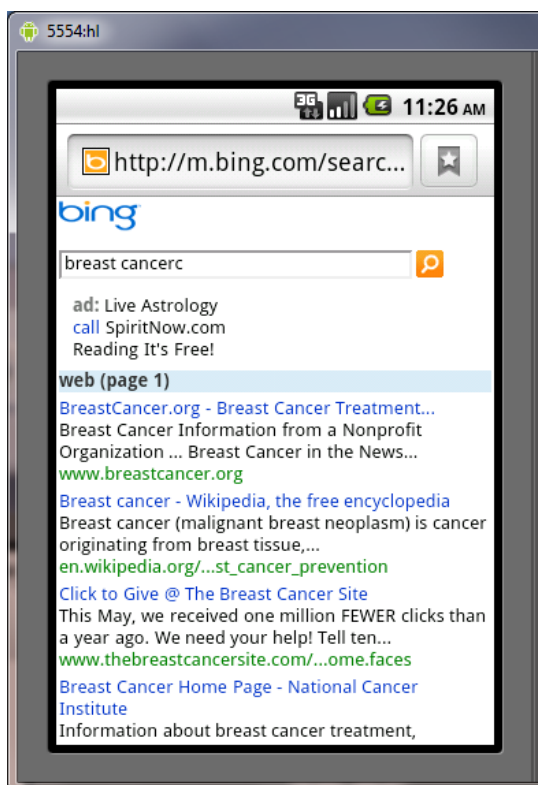 5554:hl
3G 11:26 AM
http://m.bing.com/searc...
bing
breast cancerc
ad: Live Astrology
call SpiritNow.com
Reading It's Free!
web (page 1)
BreastCancer.org - Breast Cancer Treatment...
Breast Cancer Information from a Nonprofit
Organization ... Breast Cancer in the News...
www.breastcancer.org
Breast cancer - Wikipedia, the free encyclopedia
Breast cancer (malignant breast neoplasm) is cancer
originating from breast tissue,...
en.wikipedia.org/...st_cancer_prevention
Click to Give @ The Breast Cancer Site
This May, we received one million FEWER clicks than
a year ago. We need your help! Tell ten...
www.thebreastcancersite.com/...ome.faces
Breast Cancer Home Page - National Cancer
Institute
Information about breast cancer treatment,